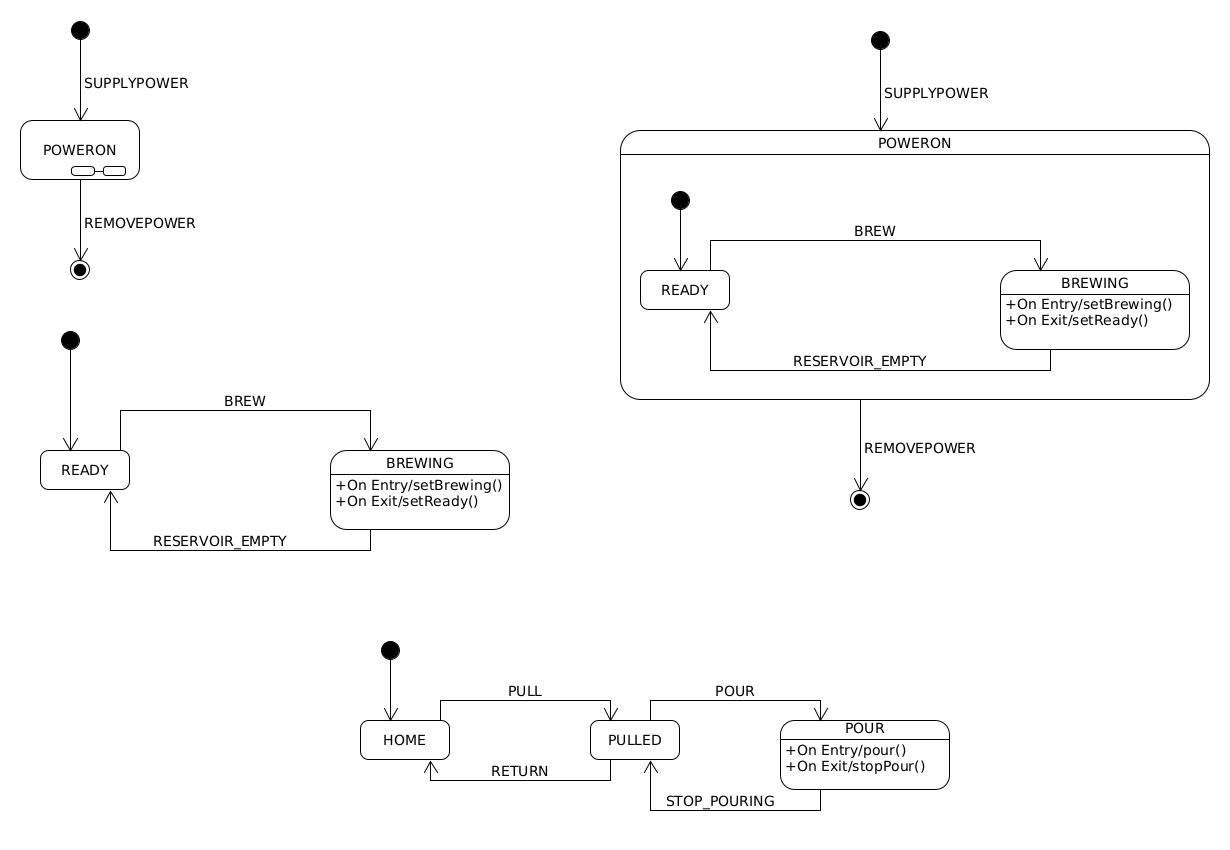 SUPPLYPOWER
POWERON
REMOVEPOWER
BREW
READY
BREWING
+On Entry/setBrewing()
+On Exit/setReady()
RESERVOIR_EMPTY
SUPPLYPOWER
POWERON
BREW
READY
BREWING
+On Entry/setBrewing()
+On Exit/setReady()
RESERVOIR_EMPTY
REMOVEPOWER
PULL
POUR
HOME
PULLED
POUR
+On Entry/pour()
+On Exit/stopPour()
RETURN
STOP_POURING